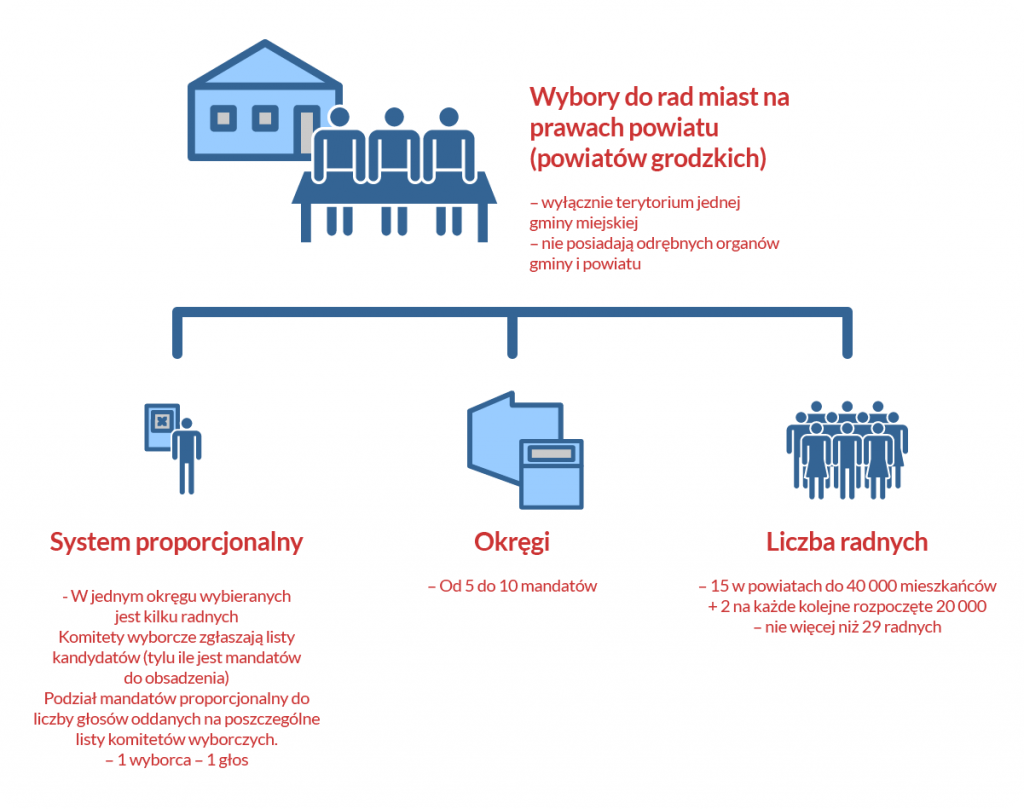 Wybory do rad miast na
prawach powiatu
(powiatów grodzkich)
– wyłącznie terytorium jednej
gminy miejskiej
– nie posiadają odrębnych organów
gminy i powiatu
System proporcjonalny
- W jednym okręgu wybieranych
jest kilku radnych
Komitety wyborcze zgłaszają listy
kandydatów (tylu ile jest mandatów
do obsadzenia)
Podział mandatów proporcjonalny do
liczby głosów oddanych na poszczególne
listy komitetów wyborczych.
– 1 wyborca – 1 głos
Okręgi
– Od 5 do 10 mandatów
Liczba radnych
– 15 w powiatach do 40 000 mieszkańców
+ 2 na każde kolejne rozpoczęte 20 000
– nie więcej niż 29 radnych